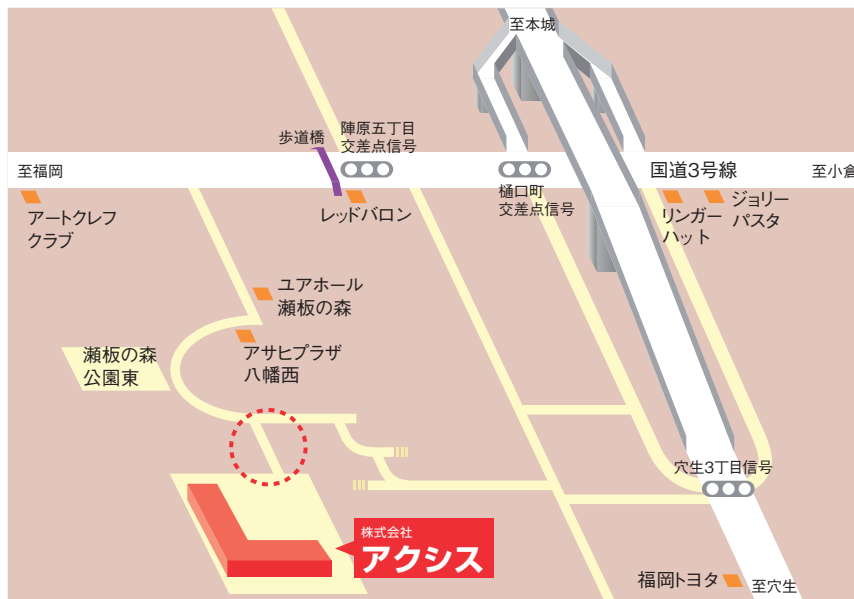 至本城
歩道橋
陣原五丁目
交差点信号
至福岡
国道3号線
至小倉
樋口町
交差点信号
アートクレフ
クラブ
レッドバロン
リンガー
ハット
ジョリー
パスタ
ユアホール
瀬板の森
瀬板の森
公園東
アサヒプラザ
八幡西
穴生3丁目信号
株式会社
アクシス
福岡トヨタ
至穴生